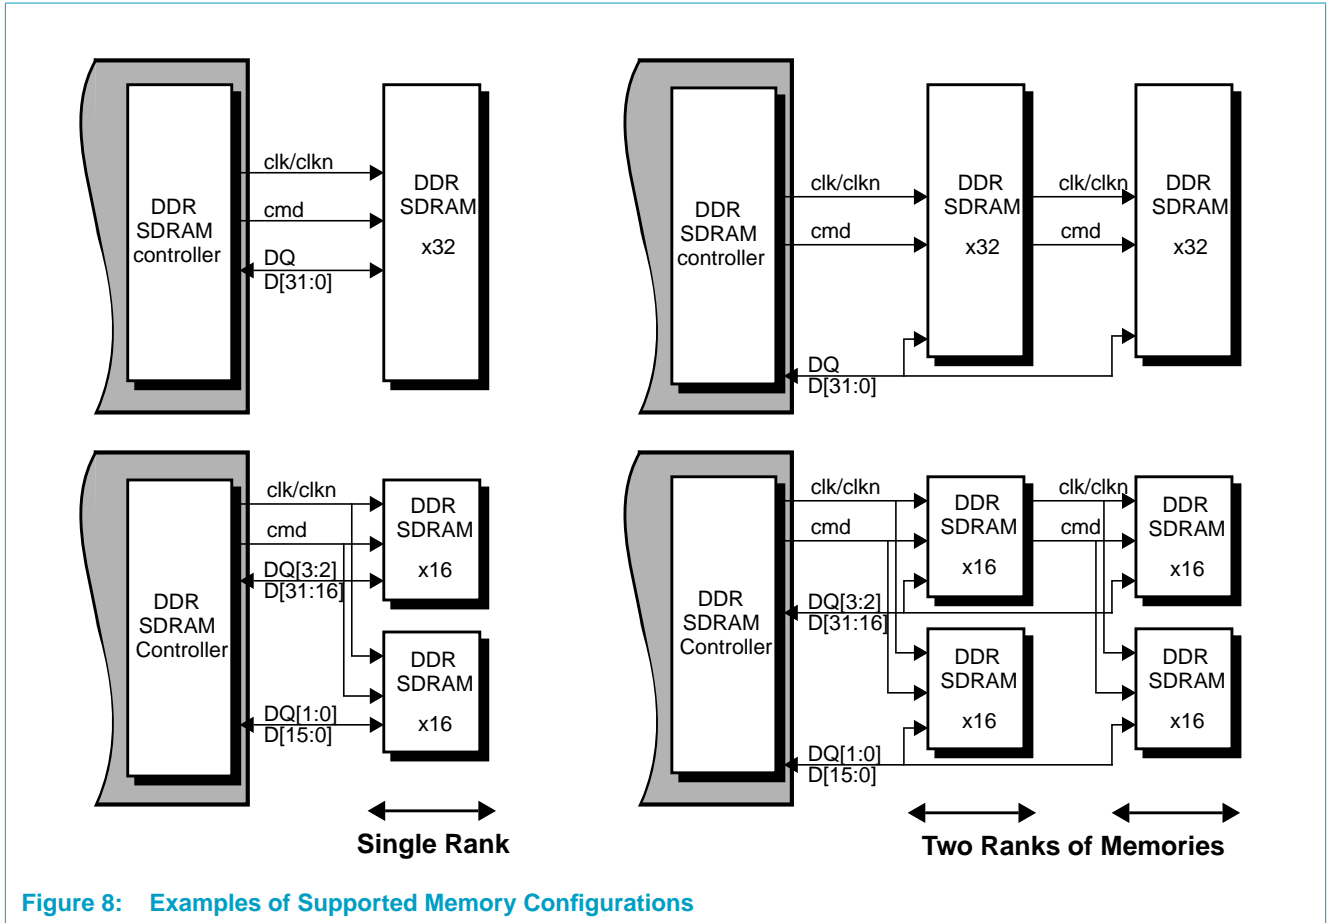 clk/clkn
cmd
DQ
D[31:0]
DDR
SDRAM
controller
DDR
SDRAM
x32
clk/clkn
cmd
DQ
D[31:0]
DDR
SDRAM
controller
DDR
SDRAM
x32
clk/clkn
cmd
DDR
SDRAM
x32
clk/clkn
cmd
DQ[3:2]
D[31:16]
DQ[1:0]
D[15:0]
DDR
SDRAM
Controller
DDR
SDRAM
x16
DDR
SDRAM
x16
Single Rank
clk/clkn
cmd
DQ[3:2]
D[31:16]
DQ[1:0]
D[15:0]
DDR
SDRAM
Controller
DDR
SDRAM
x16
DDR
SDRAM
x16
clk/clkn
cmd
DDR
SDRAM
x16
DDR
SDRAM
x16
Two Ranks of Memories
Figure 8: Examples of Supported Memory Configurations